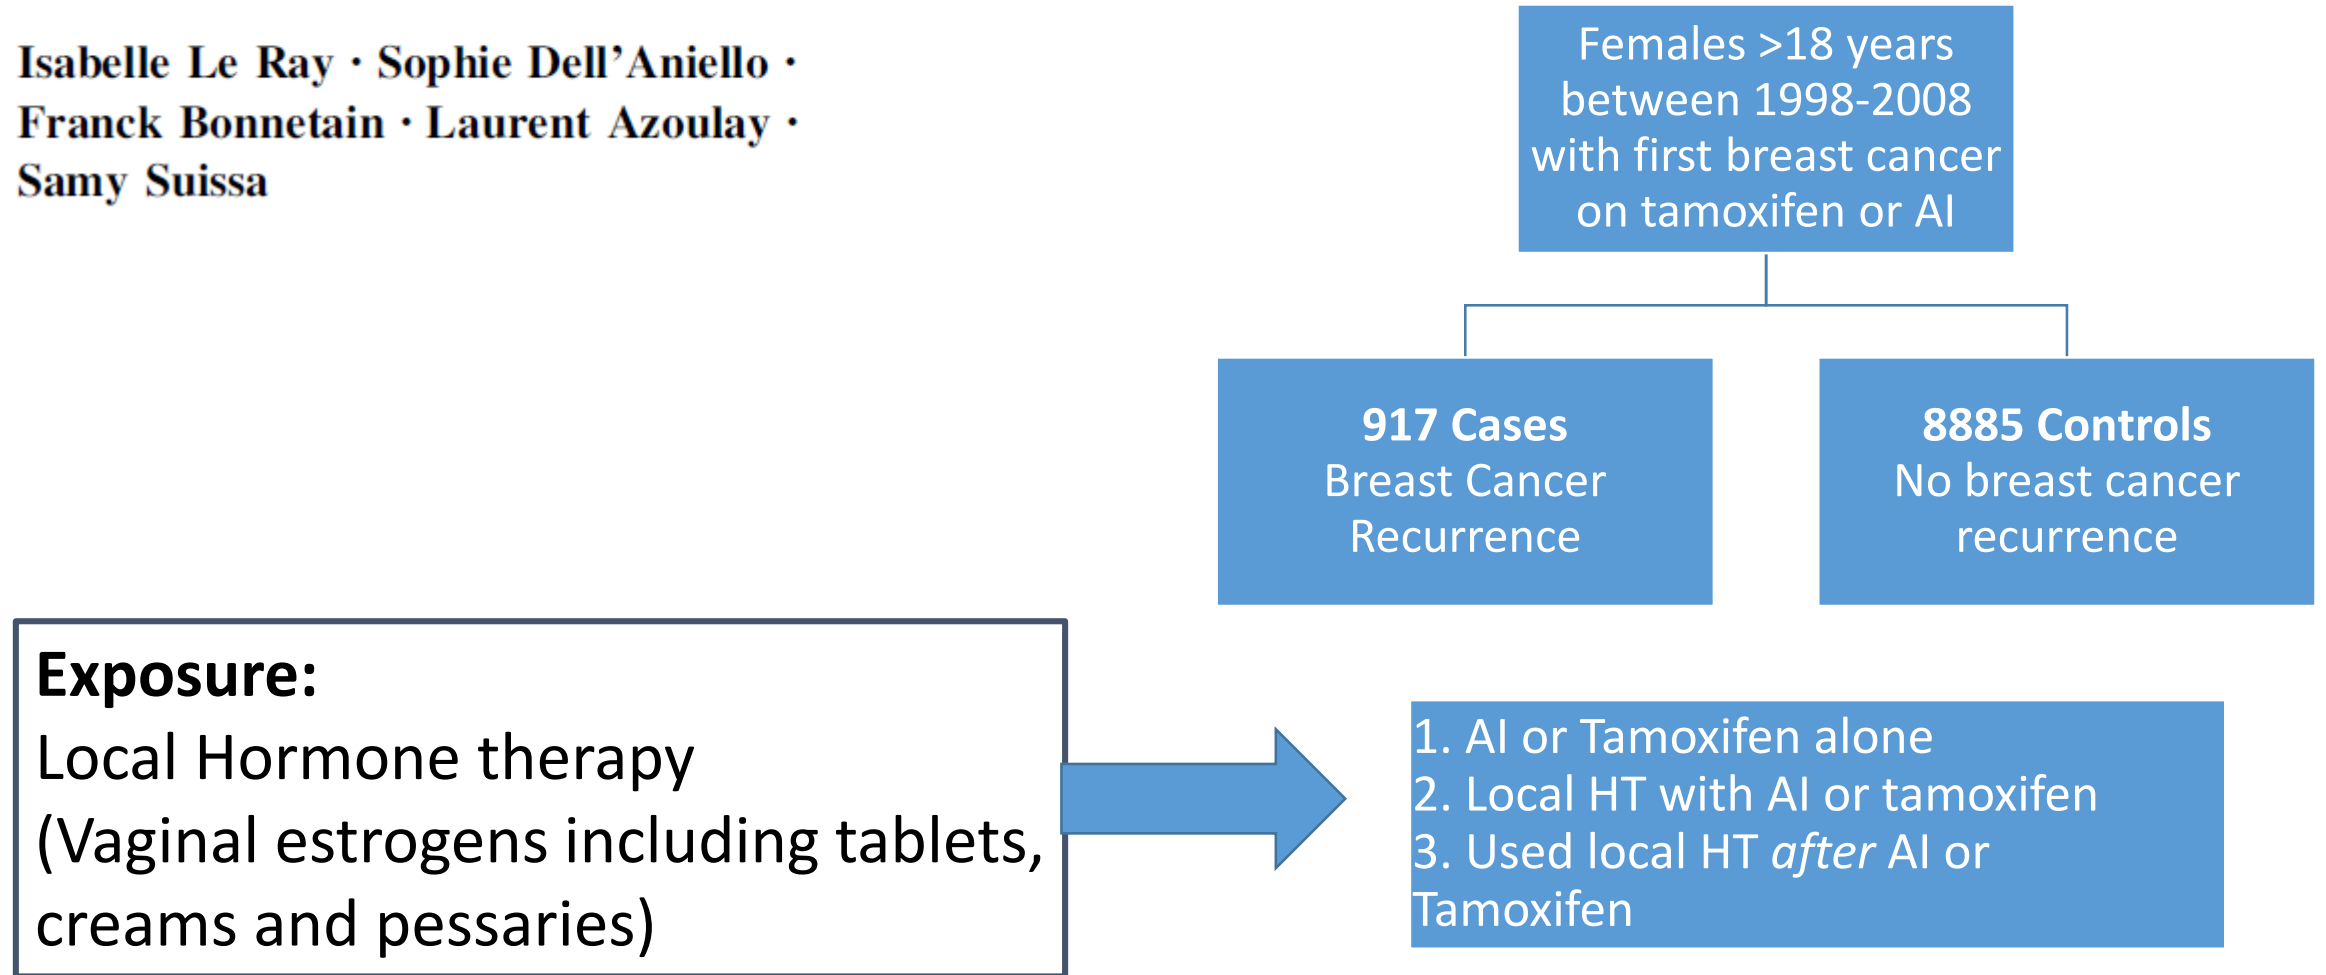 Isabelle Le Ray · Sophie Dell'Aniello ·
Franck Bonnetain · Laurent Azoulay ·
Samy Suissa
Females >18 years
between 1998-2008
with first breast cancer
on tamoxifen or AI
917 Cases
Breast Cancer
Recurrence
8885 Controls
No breast cancer
recurrence
Exposure:
Local Hormone therapy
(Vaginal estrogens including tablets,
creams and pessaries)
1. AI or Tamoxifen alone
2. Local HT with AI or tamoxifen
3. Used local HT after AI or
Tamoxifen